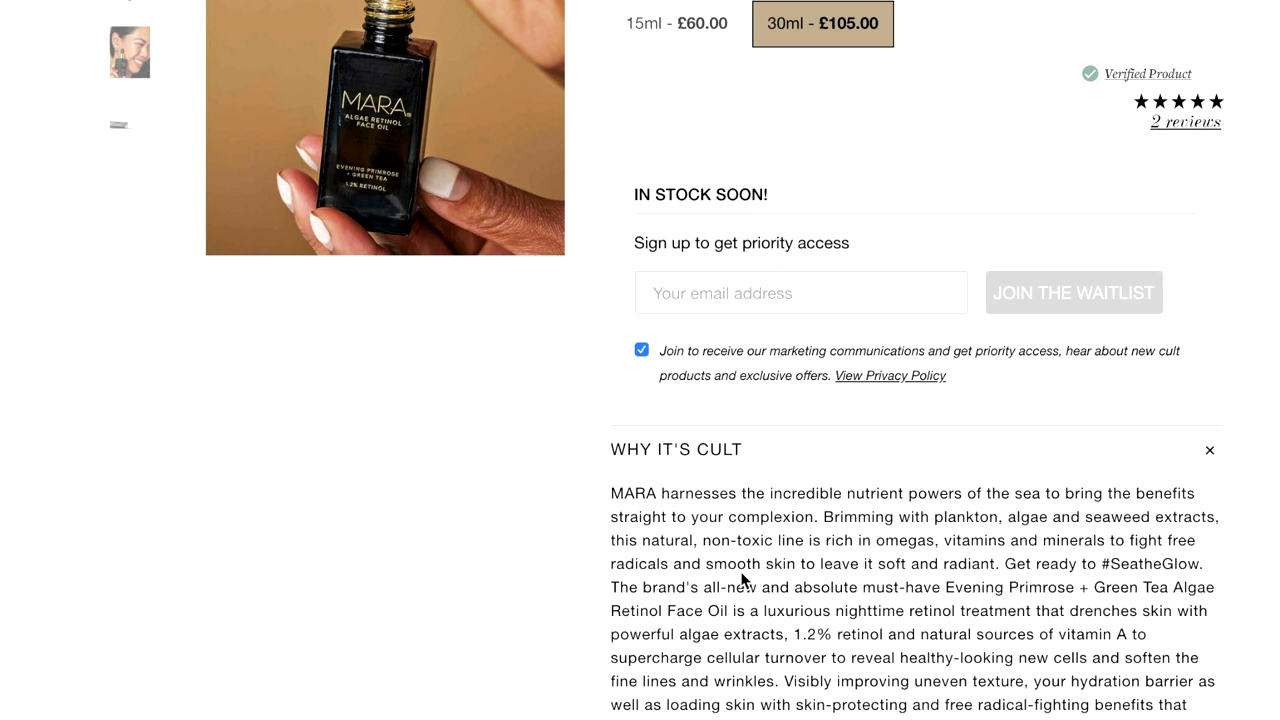 MARA
ALGAE RETINOL
FACE OIL
EVENING PRIMROSE
+ GREEN TEA
1.2% RETINOL
15ml - £60.00
30ml - £105.00
Verified Product
2 reviews
IN STOCK SOON!
Sign up to get priority access
Your email address
JOIN THE WAITLIST
Join to receive our marketing communications and get priority access, hear about new cult
products and exclusive offers. View Privacy Policy
WHY IT'S CULT
MARA harnesses the incredible nutrient powers of the sea to bring the benefits
straight to your complexion. Brimming with plankton, algae and seaweed extracts,
this natural, non-toxic line is rich in omegas, vitamins and minerals to fight free
radicals and smooth skin to leave it soft and radiant. Get ready to #SeatheGlow.
The brand's all-new and absolute must-have Evening Primrose + Green Tea Algae
Retinol Face Oil is a luxurious nighttime retinol treatment that drenches skin with
powerful algae extracts, 1.2% retinol and natural sources of vitamin A to
supercharge cellular turnover to reveal healthy-looking new cells and soften the
fine lines and wrinkles. Visibly improving uneven texture, your hydration barrier as
well as loading skin with skin-protecting and free radical-fighting benefits that